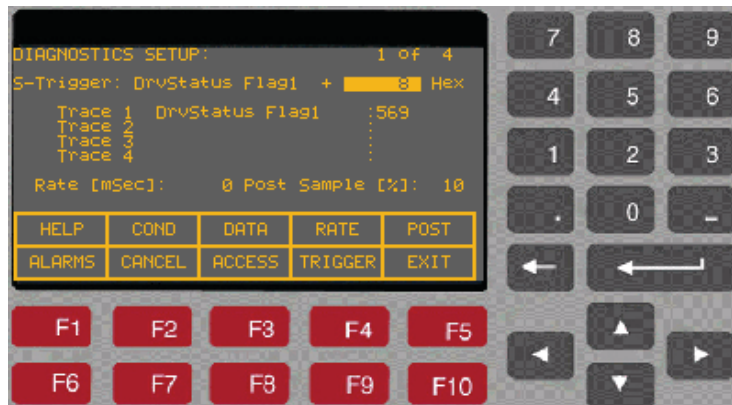 DIAGNOSTICS SETUP: 1 of 4
S-Trigger: DrvStatus Flag1 + 8 Hex
Trace 1 DrvStatus Flag1 :569
Trace 2 :
Trace 3 :
Trace 4 :
Rate [mSec]: 0 Post Sample [%]: 10
HELP COND DATA RATE POST
ALARMS CANCEL ACCESS TRIGGER EXIT
F1 F2 F3 F4 F5
F6 F7 F8 F9 F10
7 8 9
4 5 6
1 2 3
. 0 -